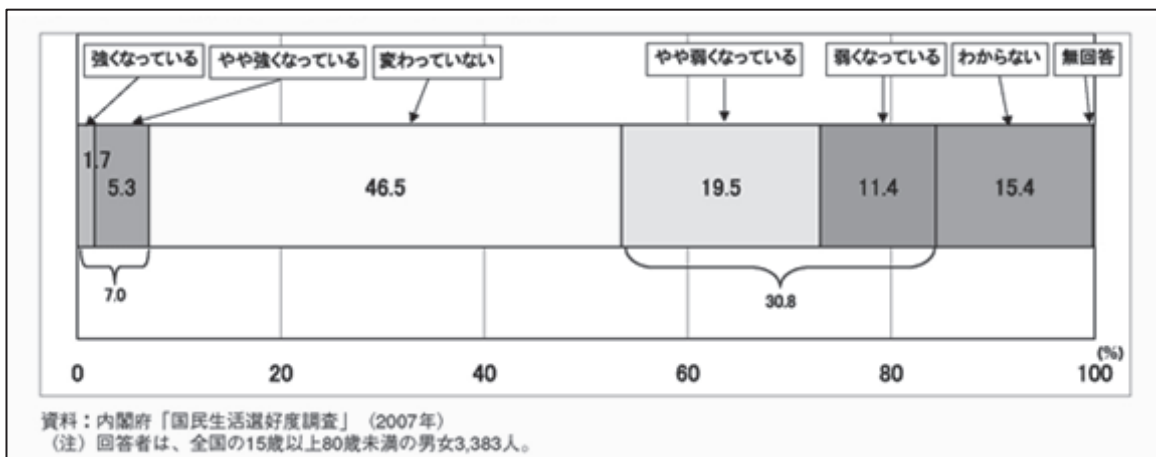 強くなっている やや強くなっている 変わっていない やや弱くなっている 弱くなっている わからない 無回答
1.7 5.3 46.5 19.5 11.4 15.4
7.0 30.8
(%)
0 20 40 60 80 100
資料：内閣府「国民生活選好度調査」（2007年）
（注）回答者は、全国の15歳以上80歳未満の男女3,383人。